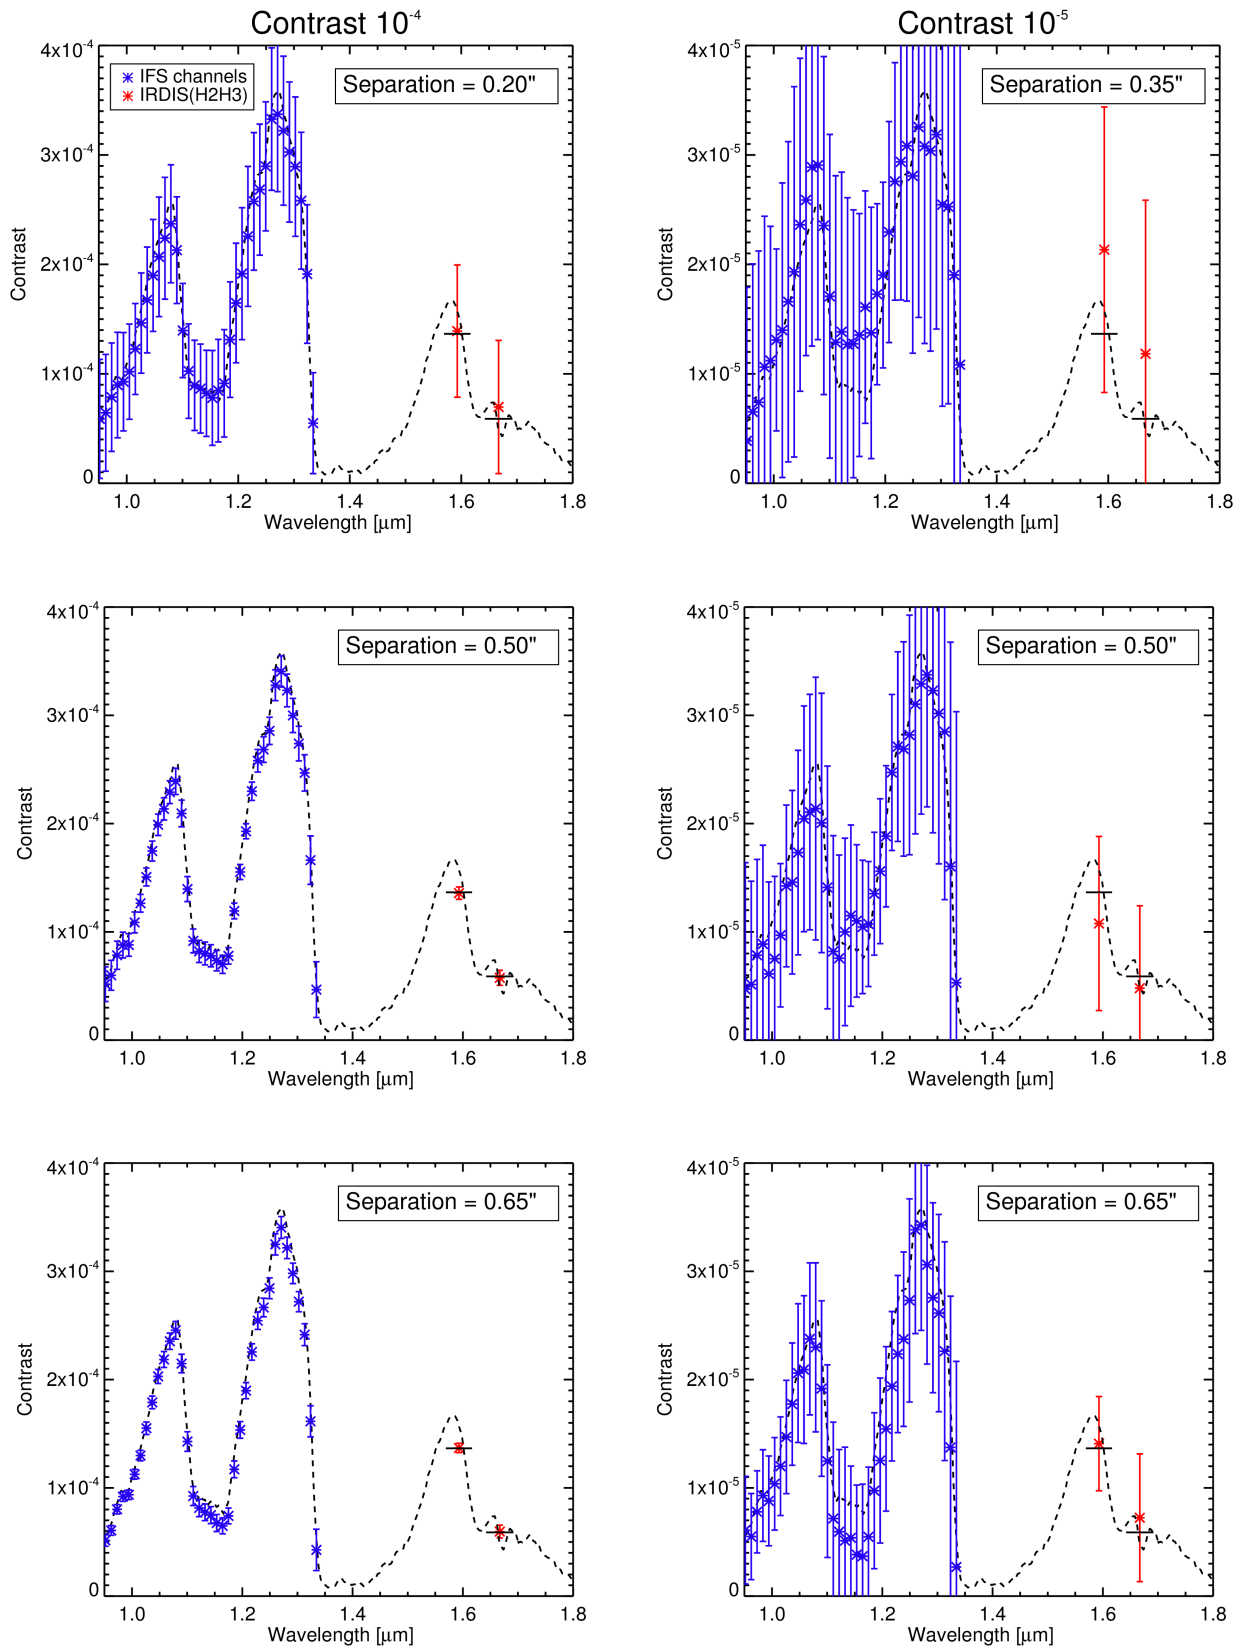 Contrast 10-4
Contrast 10-5
4x10-4
3x10-4
2x10-4
1x10-4
0
Contrast
IFS channels
IRDIS(H2H3)
Separation = 0.20"
1.0 1.2 1.4 1.6 1.8
Wavelength [μm]
4x10-5
3x10-5
2x10-5
1x10-5
0
Contrast
Separation = 0.35"
1.0 1.2 1.4 1.6 1.8
Wavelength [μm]
4x10-4
3x10-4
2x10-4
1x10-4
0
Contrast
Separation = 0.50"
1.0 1.2 1.4 1.6 1.8
Wavelength [μm]
4x10-5
3x10-5
2x10-5
1x10-5
0
Contrast
Separation = 0.50"
1.0 1.2 1.4 1.6 1.8
Wavelength [μm]
4x10-4
3x10-4
2x10-4
1x10-4
0
Contrast
Separation = 0.65"
1.0 1.2 1.4 1.6 1.8
Wavelength [μm]
4x10-5
3x10-5
2x10-5
1x10-5
0
Contrast
Separation = 0.65"
1.0 1.2 1.4 1.6 1.8
Wavelength [μm]